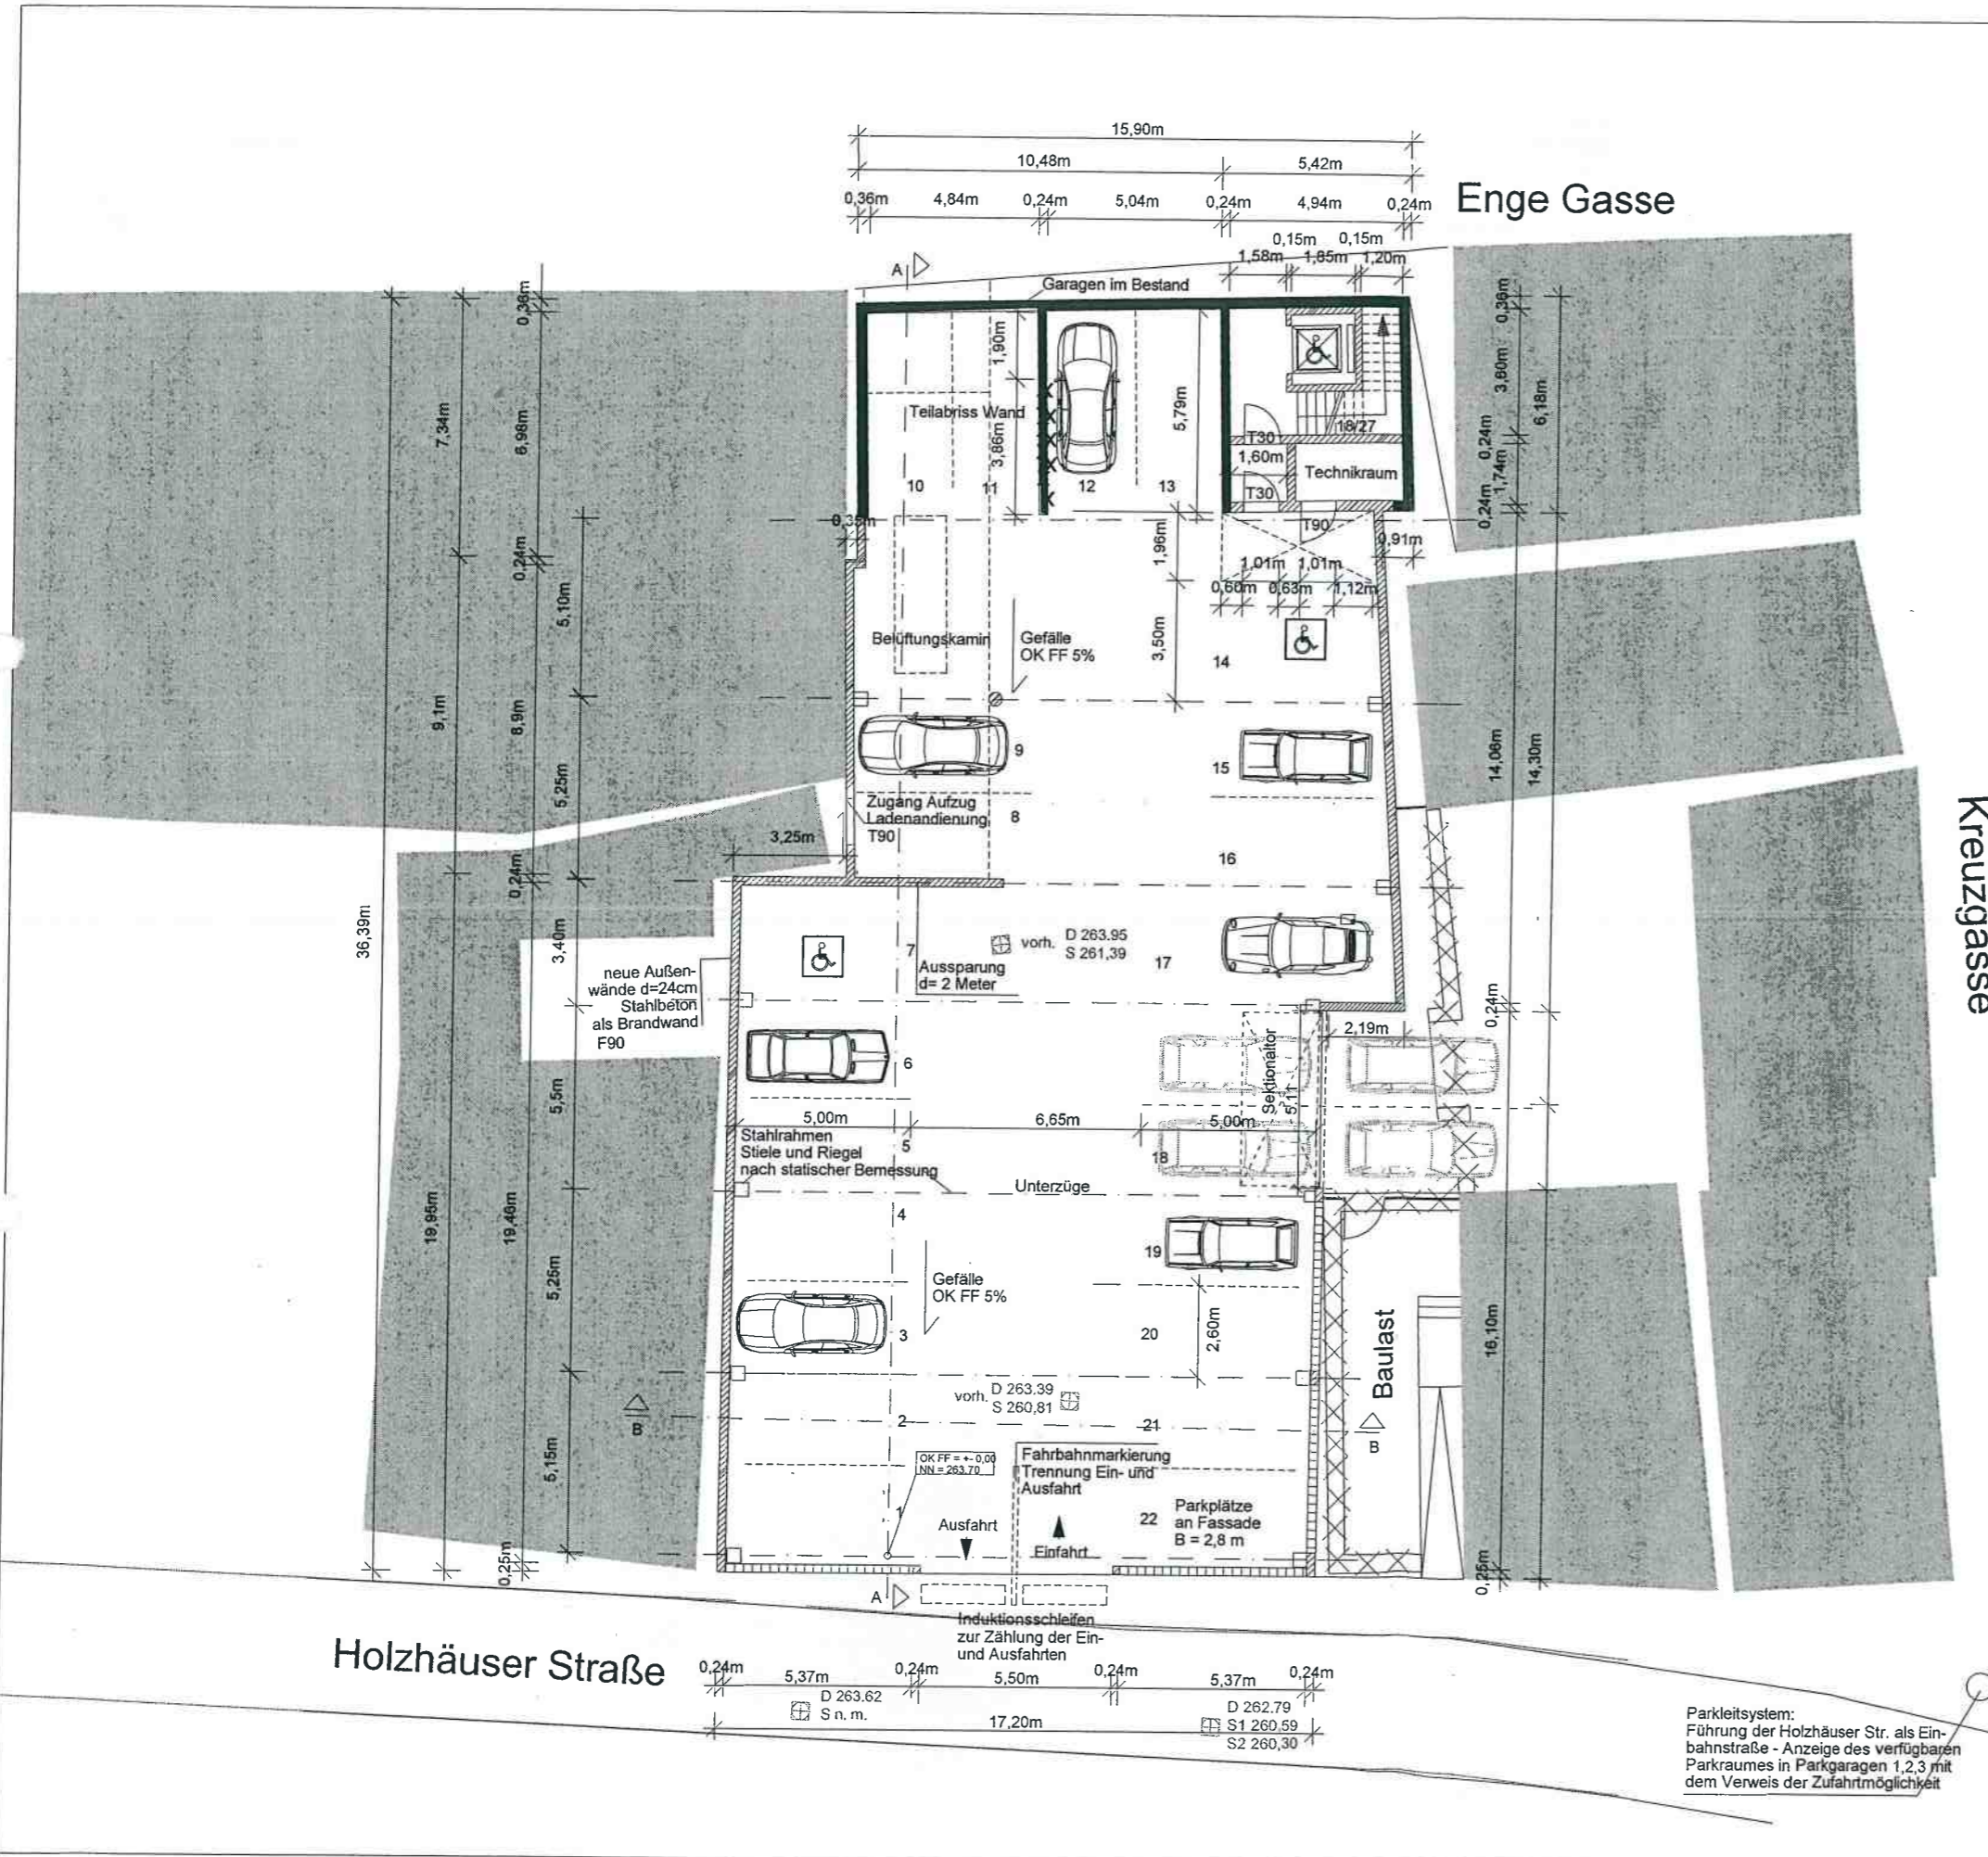 15,90m
10,48m
5,42m
Enge Gasse
0,36m
4,84m
0,24m
5,04m
0,24m
4,94m
0,24m
0,15m
0,15m
1,58m
1,85m
1,20m
A
Garagen im Bestand
0,36m
7,34m
6,98m
1,90m
Teilabriss Wand
3,86m
5,79m
T30
18/27
1,60m
Technikraum
T30
10
11
12
13
0,36m
3,60m
0,24m
6,18m
1,74m
0,24m
0,35m
T90
0,91m
1,96m
1,01m
1,01m
0,60m
0,63m
1,12m
0,24m
5,10m
Belüftungskamin
Gefälle
OK FF 5%
3,50m
14
9,1m
8,9m
5,25m
9
15
14,06m
14,30m
Zugang Aufzug
Ladenandienung
T90
8
3,25m
16
Kreuzgasse
0,24m
36,39m
3,40m
neue Außen-
wände d=24cm
Stahlbeton
als Brandwand
F90
7
Aussparung
d= 2 Meter
vorh.
D 263.95
S 261,39
17
0,24m
2,19m
Sektionaltor
5,11
6
5,5m
5,00m
6,65m
5,00m
Stahlrahmen
Stiele und Riegel
nach statischer Bemessung
5
18
Unterzüge
4
19
19,95m
19,46m
5,25m
Gefälle
OK FF 5%
3
20
2,60m
Baulast
16,10m
vorh.
D 263.39
S 260,81
B
2
21
B
5,15m
OK FF = +- 0,00
NN = 263.70
Fahrbahnmarkierung
Trennung Ein- und
Ausfahrt
1
Ausfahrt
Einfahrt
22
Parkplätze
an Fassade
B = 2,8 m
0,25m
0,25m
A
Induktionsschleifen
zur Zählung der Ein-
und Ausfahrten
Holzhäuser Straße
0,24m
5,37m
0,24m
5,50m
0,24m
5,37m
0,24m
D 263.62
S n. m.
17,20m
D 262.79
S1 260,59
S2 260,30
Parkleitsystem:
Führung der Holzhäuser Str. als Ein-
bahnstraße - Anzeige des verfügbaren
Parkraumes in Parkgaragen 1,2,3 mit
dem Verweis der Zufahrtmöglichkeit